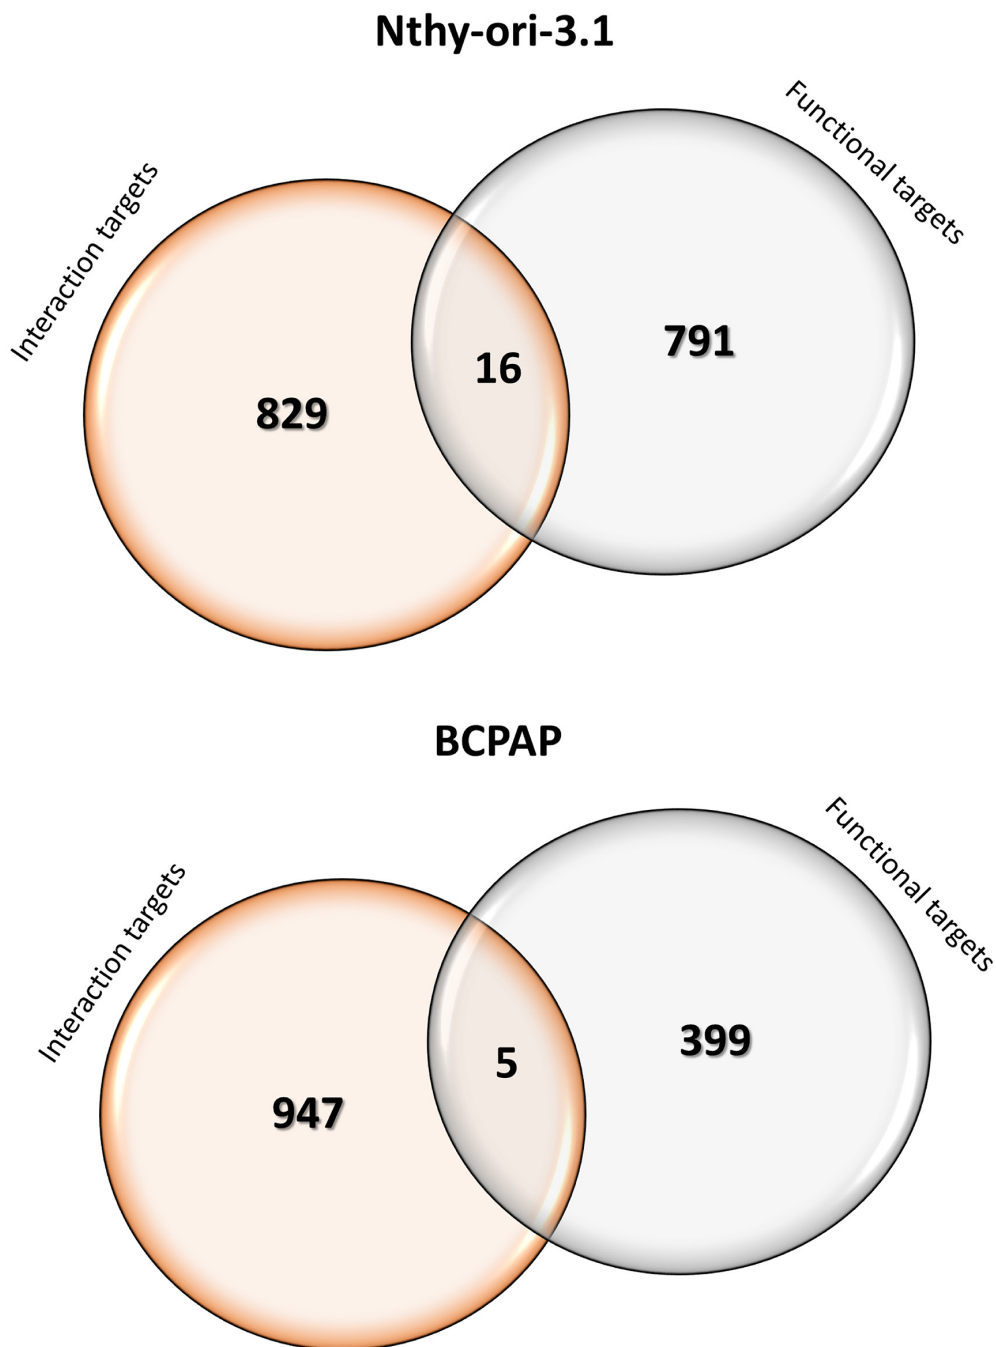 Nthy-ori-3.1
Interaction targets
Functional targets
829
16
791
BCPAP
Interaction targets
Functional targets
947
5
399